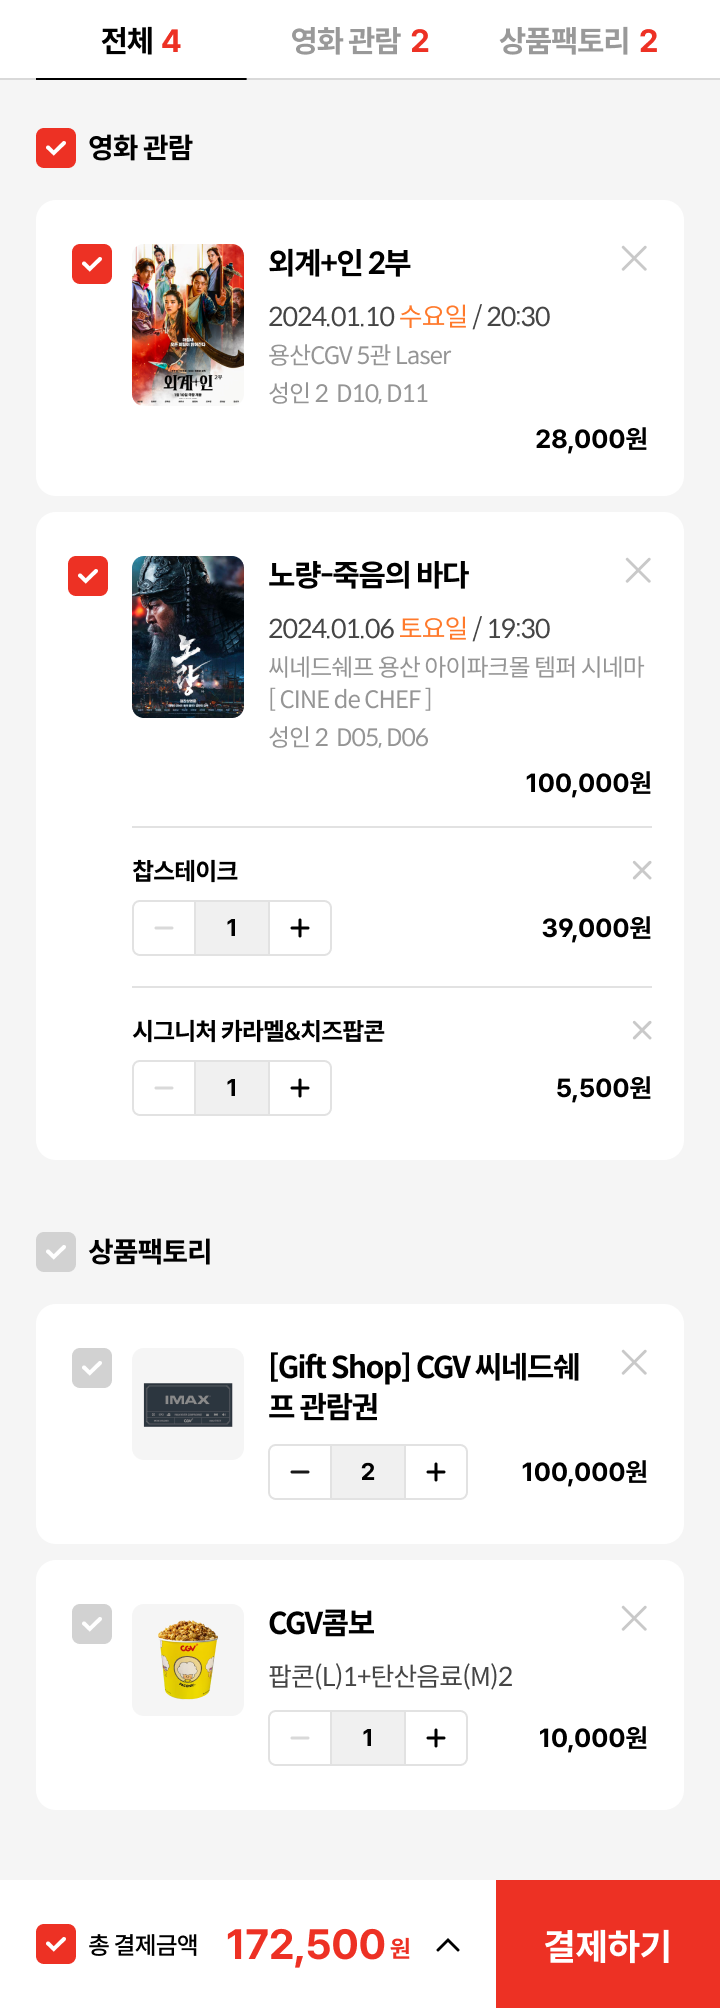 전체 4
영화 관람 2
상품팩토리 2
영화 관람
외계+인 2부
외계+인 2부
2024.01.10 수요일 / 20:30
용산CGV 5관 Laser
성인 2 D10, D11
28,000원
노량
노량-죽음의 바다
2024.01.06 토요일 / 19:30
씨네드쉐프 용산 아이파크몰 템퍼 시네마
[ CINE de CHEF ]
성인 2 D05, D06
100,000원
찹스테이크
1
39,000원
시그니처 카라멜&치즈팝콘
1
5,500원
상품팩토리
IMAX
[Gift Shop] CGV 씨네드쉐
프 관람권
2
100,000원
CGV
CGV콤보
팝콘(L)1+탄산음료(M)2
1
10,000원
총 결제금액 172,500 원
결제하기